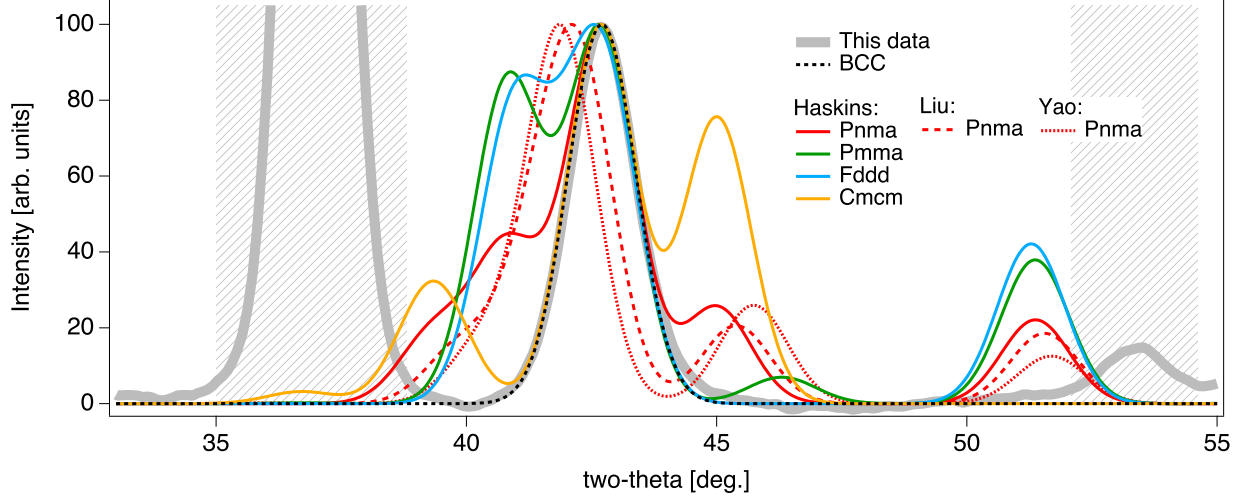 100
80
60
40
20
0
Intensity [arb. units]
This data
BCC
Haskins: Liu: Yao:
Pnma Pnma Pnma
Pmma
Fddd
Cmcm
35 40 45 50 55
two-theta [deg.]